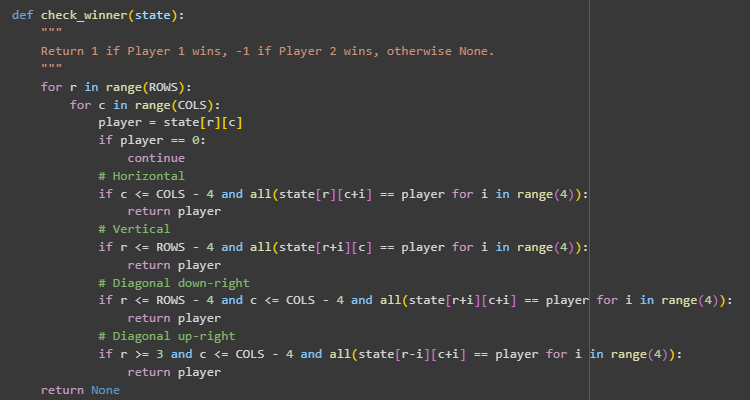 def check_winner(state):
    """
    Return 1 if Player 1 wins, -1 if Player 2 wins, otherwise None.
    """
    for r in range(ROWS):
        for c in range(COLS):
            player = state[r][c]
            if player == 0:
                continue
            # Horizontal
            if c <= COLS - 4 and all(state[r][c+i] == player for i in range(4)):
                return player
            # Vertical
            if r <= ROWS - 4 and all(state[r+i][c] == player for i in range(4)):
                return player
            # Diagonal down-right
            if r <= ROWS - 4 and c <= COLS - 4 and all(state[r+i][c+i] == player for i in range(4)):
                return player
            # Diagonal up-right
            if r >= 3 and c <= COLS - 4 and all(state[r-i][c+i] == player for i in range(4)):
                return player
    return None